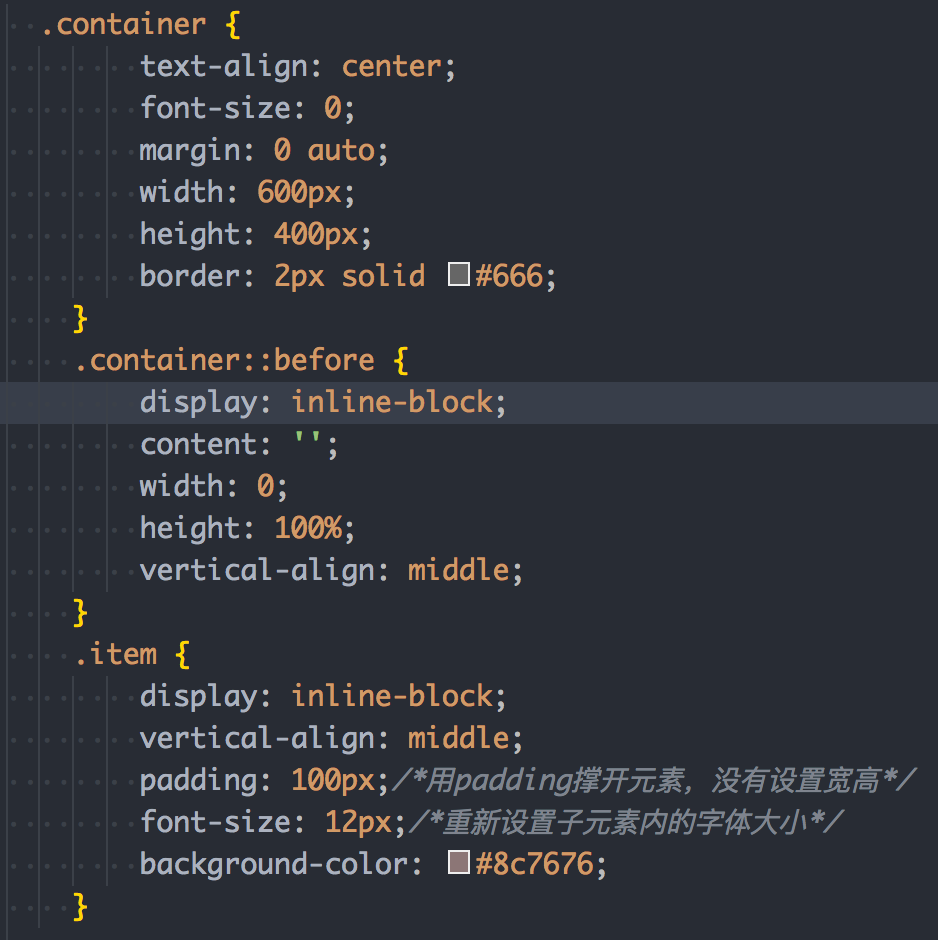 .container {
text-align: center;
font-size: 0;
margin: 0 auto;
width: 600px;
height: 400px;
border: 2px solid #666;
}
.container::before {
display: inline-block;
content: '';
width: 0;
height: 100%;
vertical-align: middle;
}
.item {
display: inline-block;
vertical-align: middle;
padding: 100px;/*用padding撑开元素，没有设置宽高*/
font-size: 12px;/*重新设置子元素内的字体大小*/
background-color: #8c7676;
}